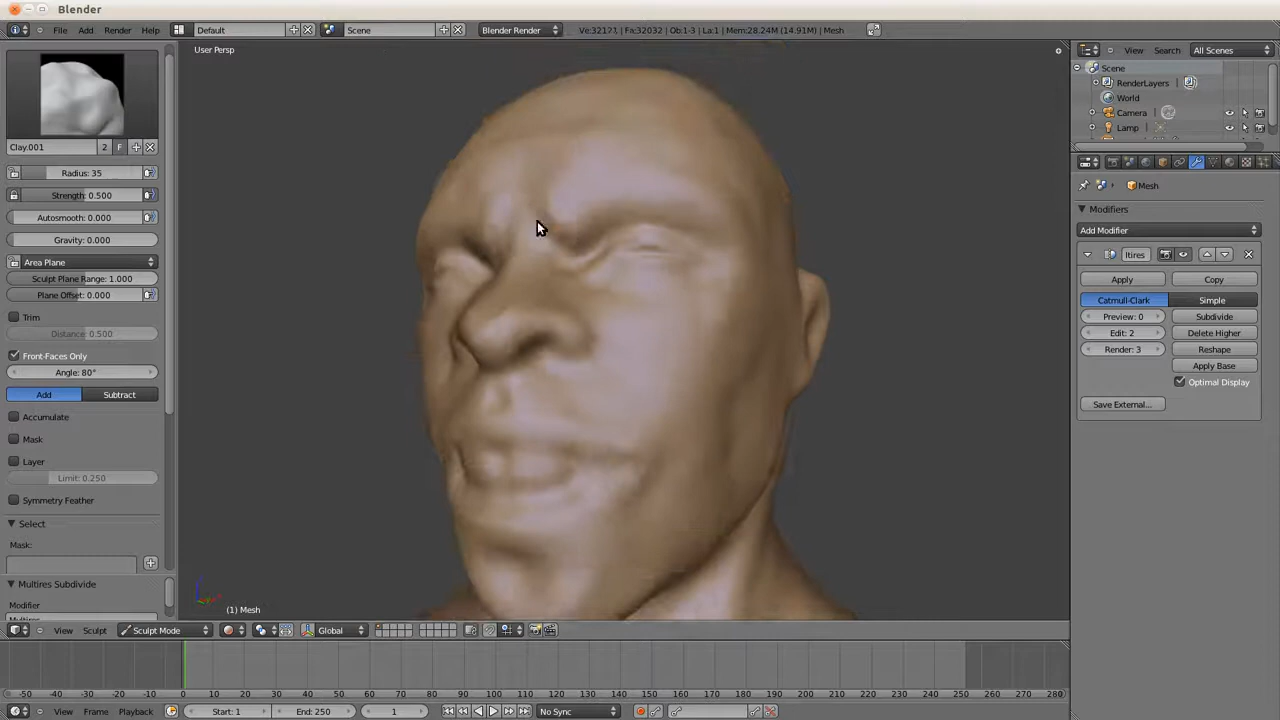 Blender
File Add Render Help Default Scene Blender Render Ve:32171 | Fa:32032 | Ob:1-3 | La:1 | Mem:28.24M (14.91M) | Mesh
User Persp
View Search All Scenes
Scene
RenderLayers
World
Camera
Lamp
Clay.001 2 F
Radius: 35
Strength: 0.500
Autosmooth: 0.000
Gravity: 0.000
Area Plane
Sculpt Plane Range: 1.000
Plane Offset: 0.000
Trim
Distance: 0.500
Front-Faces Only
Angle: 80°
Add Subtract
Accumulate
Mask
Layer
Limit: 0.250
Symmetry Feather
Select
Mask:
Multires Subdivide
Modifier
Mesh
Modifiers
Add Modifier
ltires
Apply Copy
Catmull-Clark Simple
Preview: 0 Subdivide
Edit: 2 Delete Higher
Render: 3 Reshape
Apply Base
Optimal Display
Save External...
(1) Mesh
View Sculpt Sculpt Mode Global
-50 -40 -30 -20 -10 0 10 20 30 40 50 60 70 80 90 100 110 120 130 140 150 160 170 180 190 200 210 220 230 240 250 260 270 280
View Frame Playback Start: 1 End: 250 1 No Sync